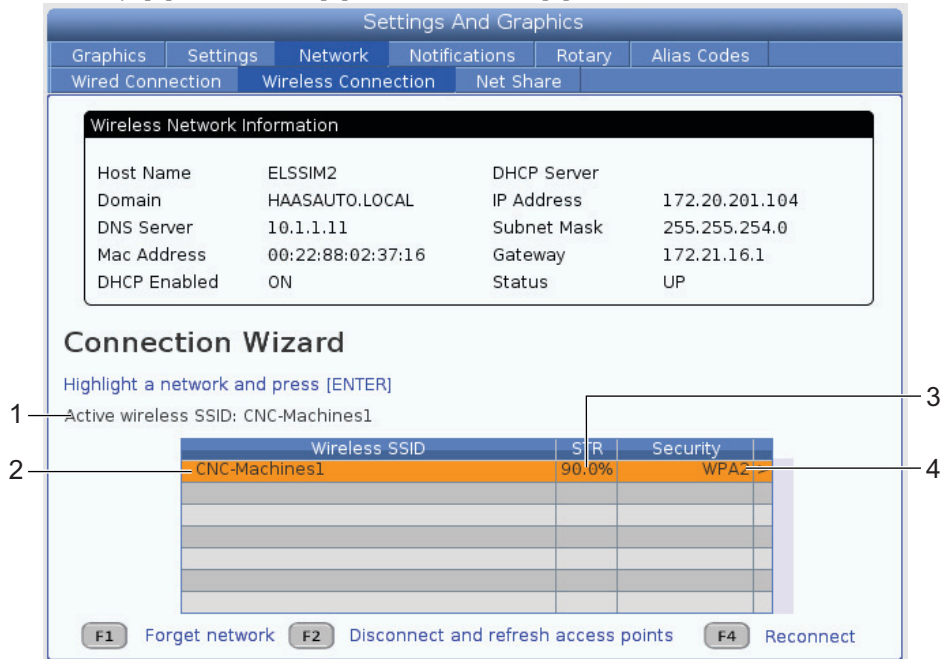 Settings And Graphics
Graphics Settings Network Notifications Rotary Alias Codes
Wired Connection Wireless Connection Net Share
Wireless Network Information
Host Name ELSSIM2 DHCP Server
Domain HAASAUTO.LOCAL IP Address 172.20.201.104
DNS Server 10.1.1.11 Subnet Mask 255.255.254.0
Mac Address 00:22:88:02:37:16 Gateway 172.21.16.1
DHCP Enabled ON Status UP
Connection Wizard
Highlight a network and press [ENTER]
1 Active wireless SSID: CNC-Machines1 3
Wireless SSID STR Security
2 CNC-Machines1 90.0% WPA2 > 4
F1 Forget network F2 Disconnect and refresh access points F4 Reconnect